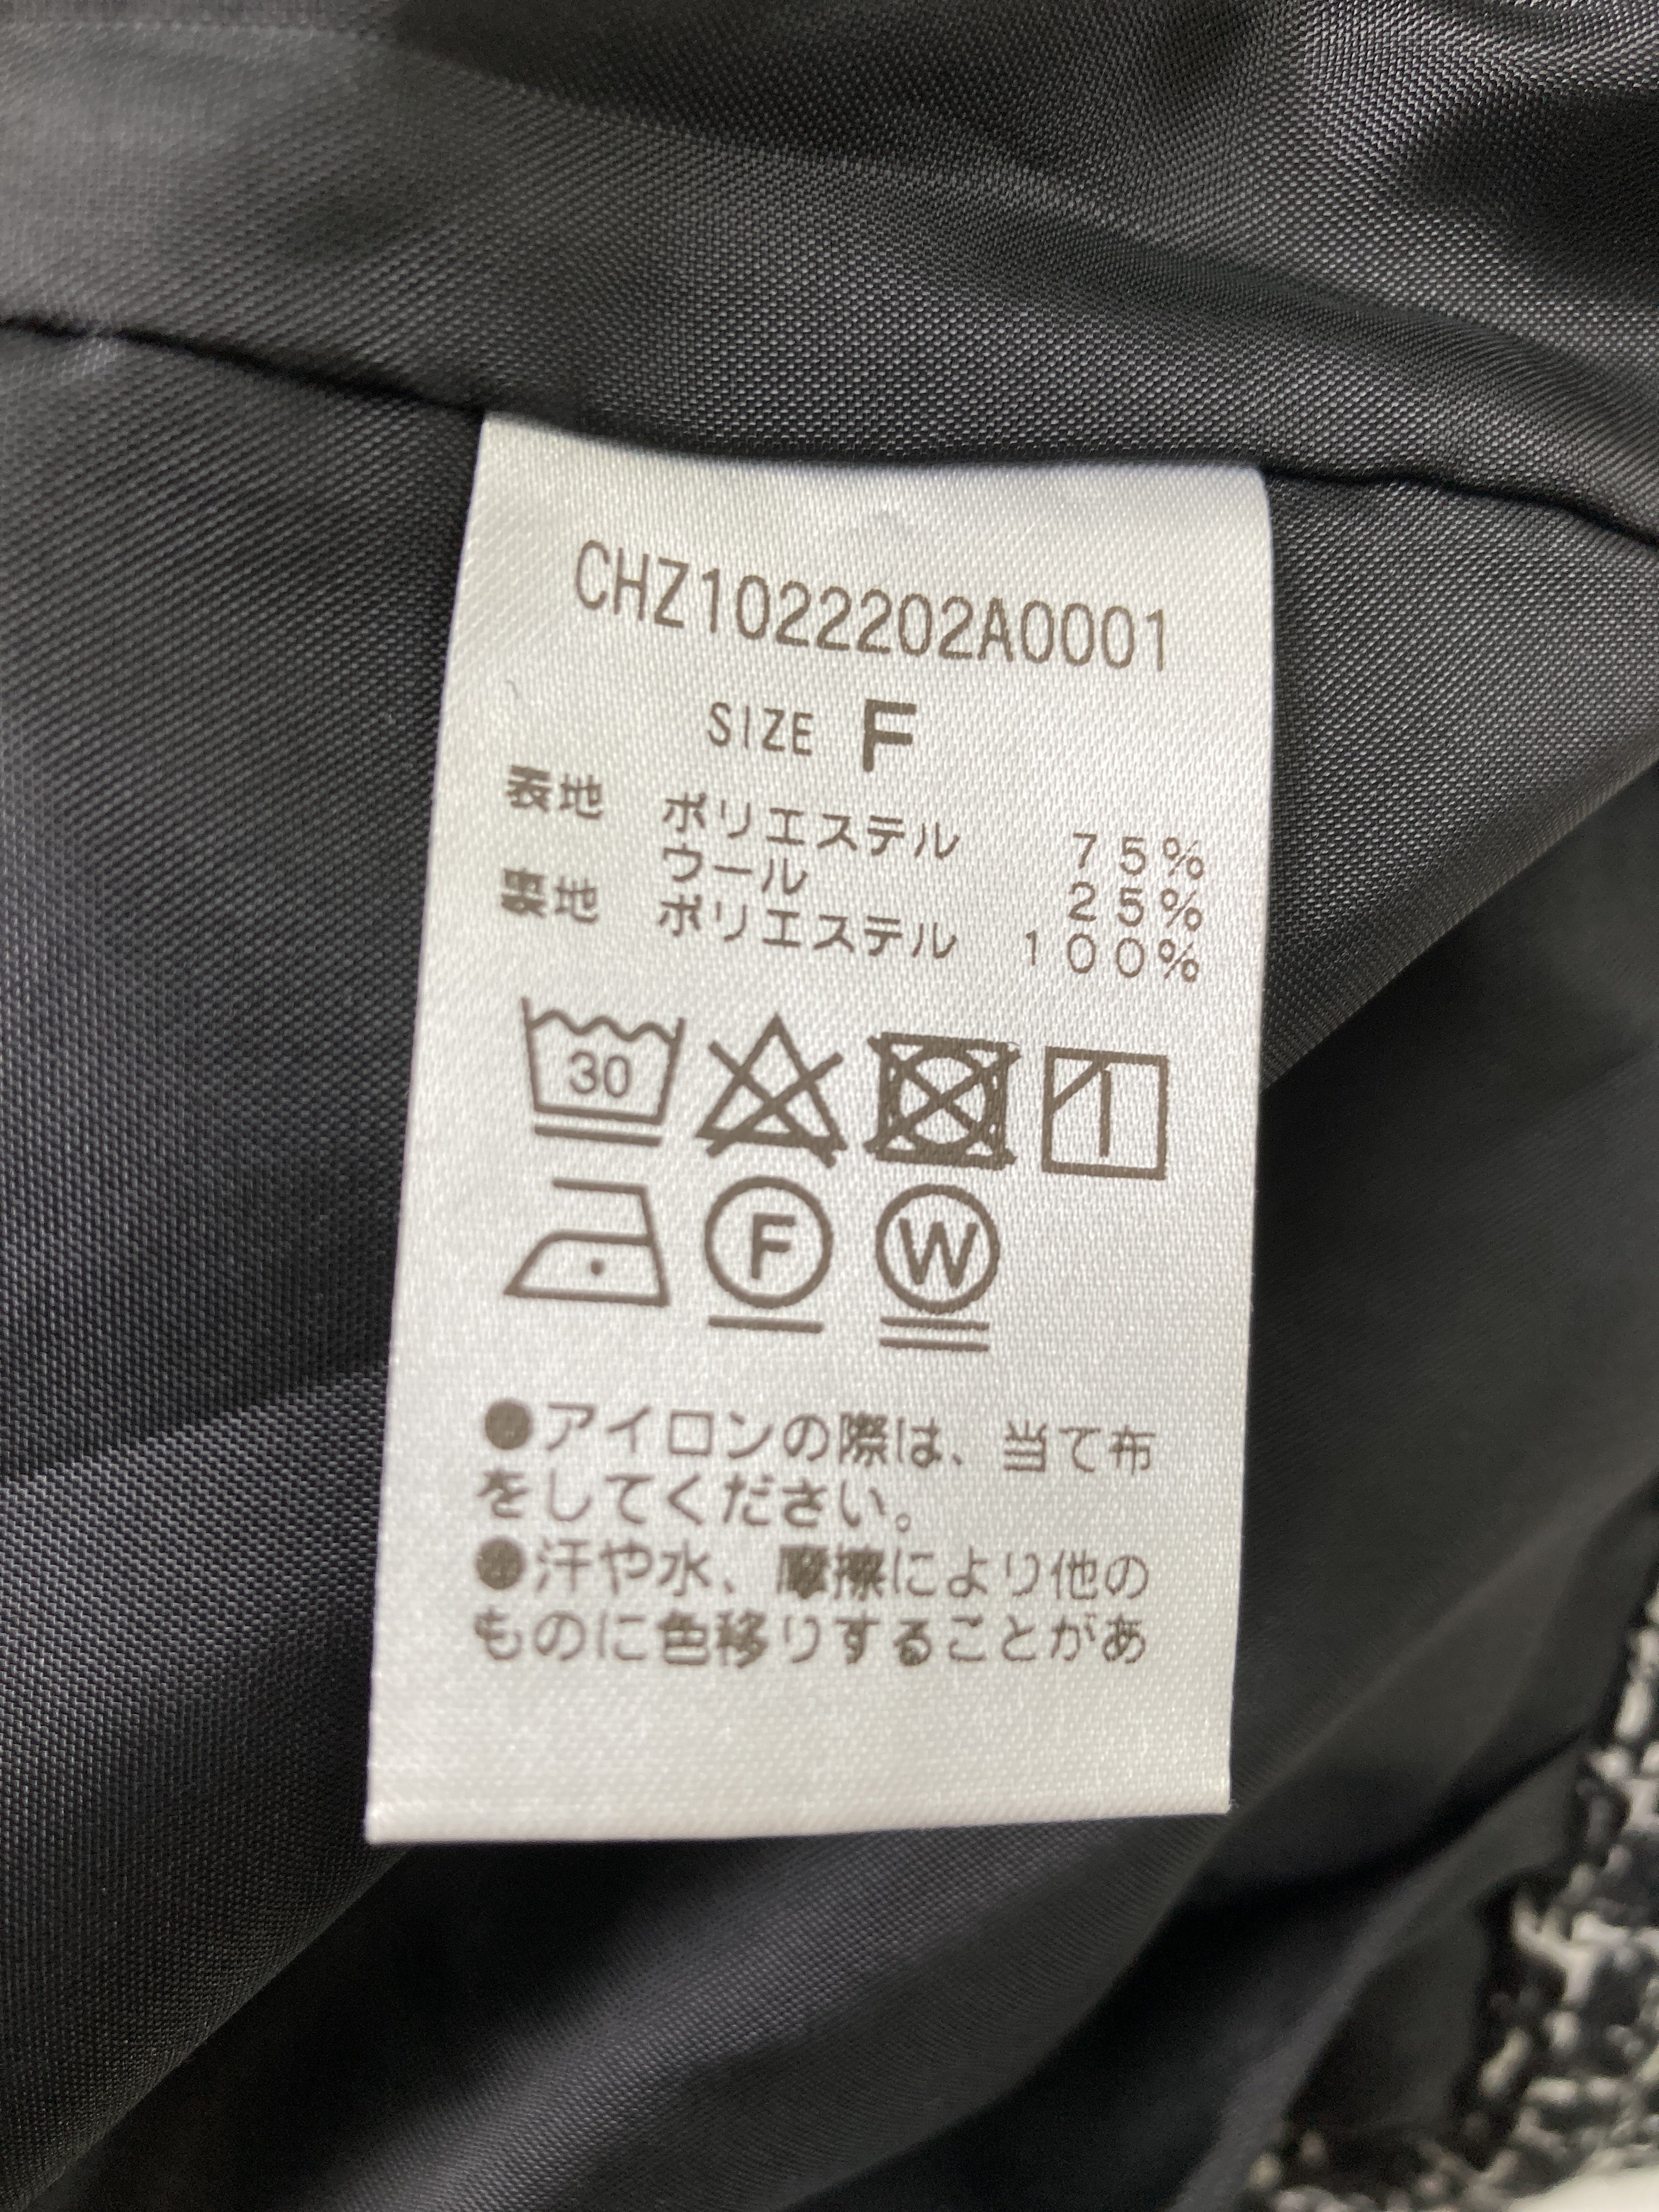 CHZ1022202A0001
SIZE F
表地 ポリエステル 75%
ウール 25%
裏地 ポリエステル 100%
30
F W
●アイロンの際は、当て布
をしてください。
●汗や水、摩擦により他の
ものに色移りすることがあ